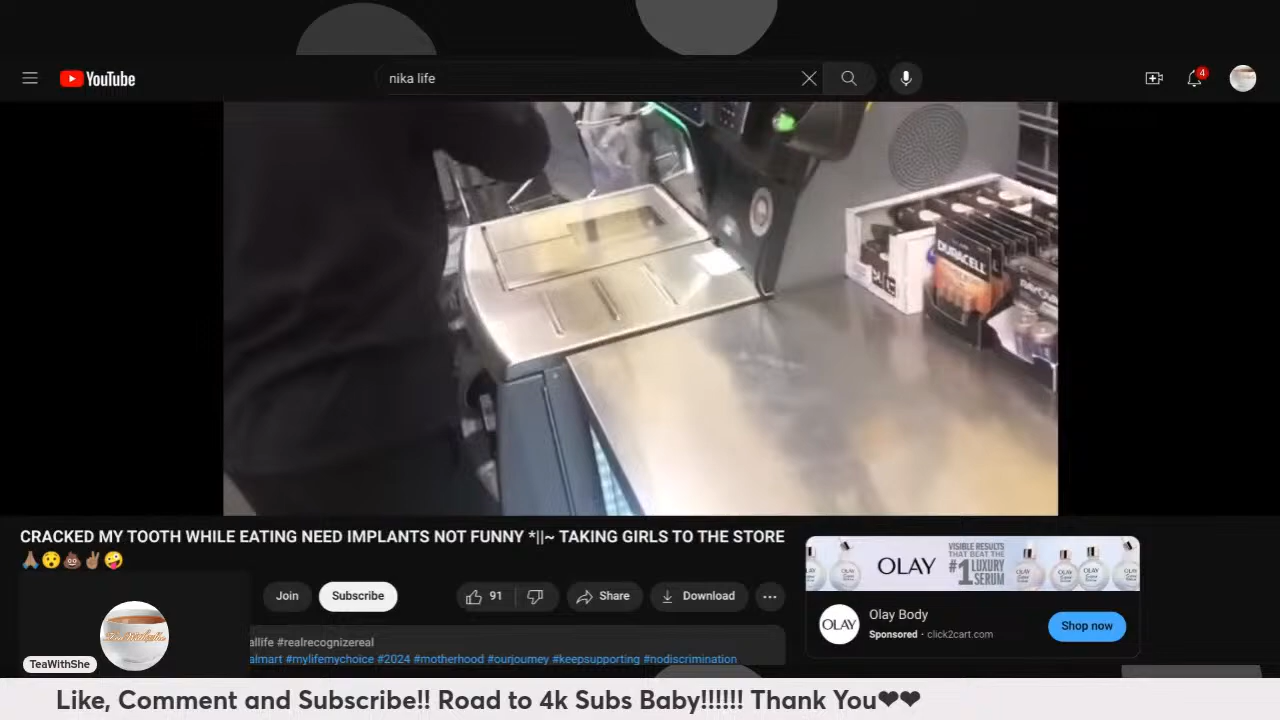 YouTube
nika life
4
DURACELL
RAYOVAC
CRACKED MY TOOTH WHILE EATING NEED IMPLANTS NOT FUNNY *||~ TAKING GIRLS TO THE STORE
🙏🏽😯💩✌🏽🤪
Join
Subscribe
91
Share
Download
allife #realrecognizereal
almart #mylifemychoice #2024 #motherhood #ourjourney #keepsupporting #nodiscrimination
TeaWithShe
OLAY
VISIBLE RESULTS
THAT BEAT THE
#1 LUXURY
SERUM
OLAY
Olay Body
Sponsored · click2cart.com
Shop now
Like, Comment and Subscribe!! Road to 4k Subs Baby!!!!!! Thank You❤❤